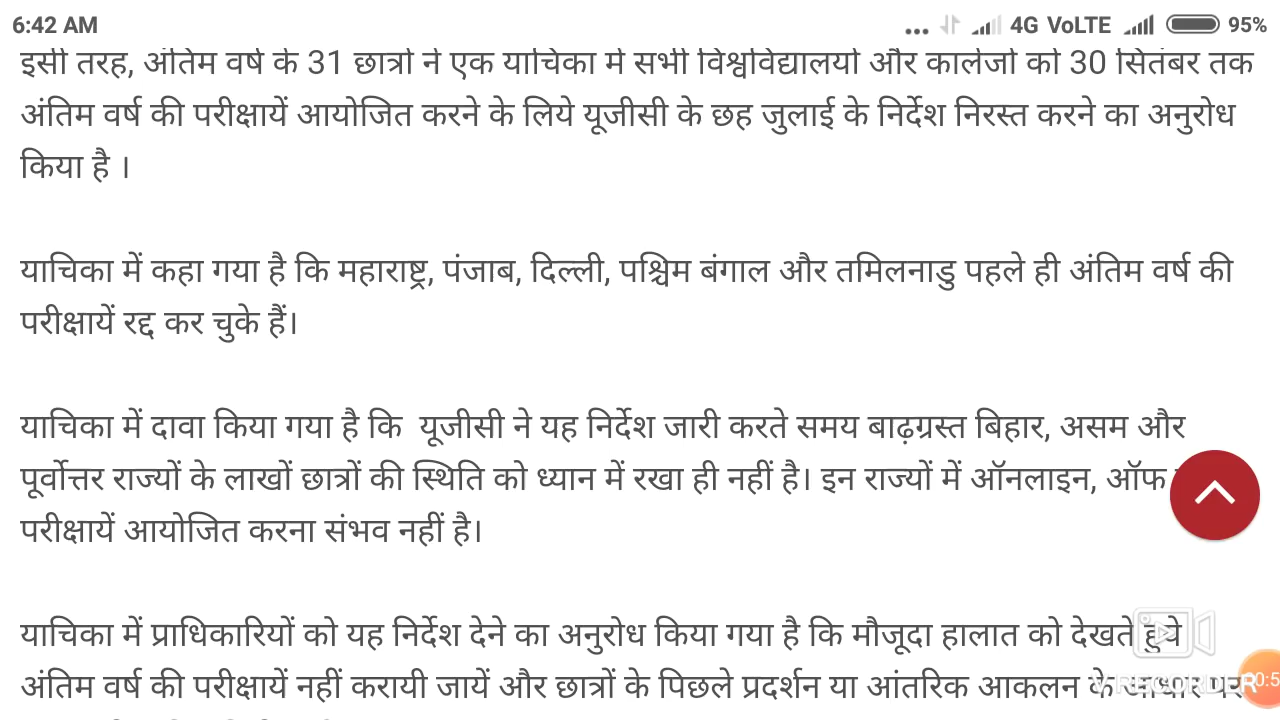 6:42 AM ... 4G VoLTE 95%
इसी तरह, अंतिम वर्ष के 31 छात्रों ने एक याचिका में सभी विश्वविद्यालयों और कालेजों को 30 सितंबर तक
अंतिम वर्ष की परीक्षायें आयोजित करने के लिये यूजीसी के छह जुलाई के निर्देश निरस्त करने का अनुरोध
किया है ।
याचिका में कहा गया है कि महाराष्ट्र, पंजाब, दिल्ली, पश्चिम बंगाल और तमिलनाडु पहले ही अंतिम वर्ष की
परीक्षायें रद्द कर चुके हैं।
याचिका में दावा किया गया है कि यूजीसी ने यह निर्देश जारी करते समय बाढ़ग्रस्त बिहार, असम और
पूर्वोत्तर राज्यों के लाखों छात्रों की स्थिति को ध्यान में रखा ही नहीं है। इन राज्यों में ऑनलाइन, ऑफ
परीक्षायें आयोजित करना संभव नहीं है।
याचिका में प्राधिकारियों को यह निर्देश देने का अनुरोध किया गया है कि मौजूदा हालात को देखते हुये
अंतिम वर्ष की परीक्षायें नहीं करायी जायें और छात्रों के पिछले प्रदर्शन या आंतरिक आकलन के आधार पर
V RECORDER